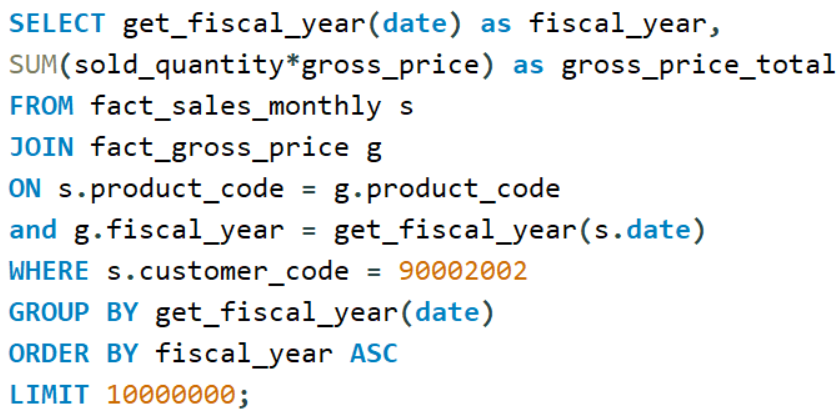 SELECT get_fiscal_year(date) as fiscal_year,
SUM(sold_quantity*gross_price) as gross_price_total
FROM fact_sales_monthly s
JOIN fact_gross_price g
ON s.product_code = g.product_code
and g.fiscal_year = get_fiscal_year(s.date)
WHERE s.customer_code = 90002002
GROUP BY get_fiscal_year(date)
ORDER BY fiscal_year ASC
LIMIT 10000000;